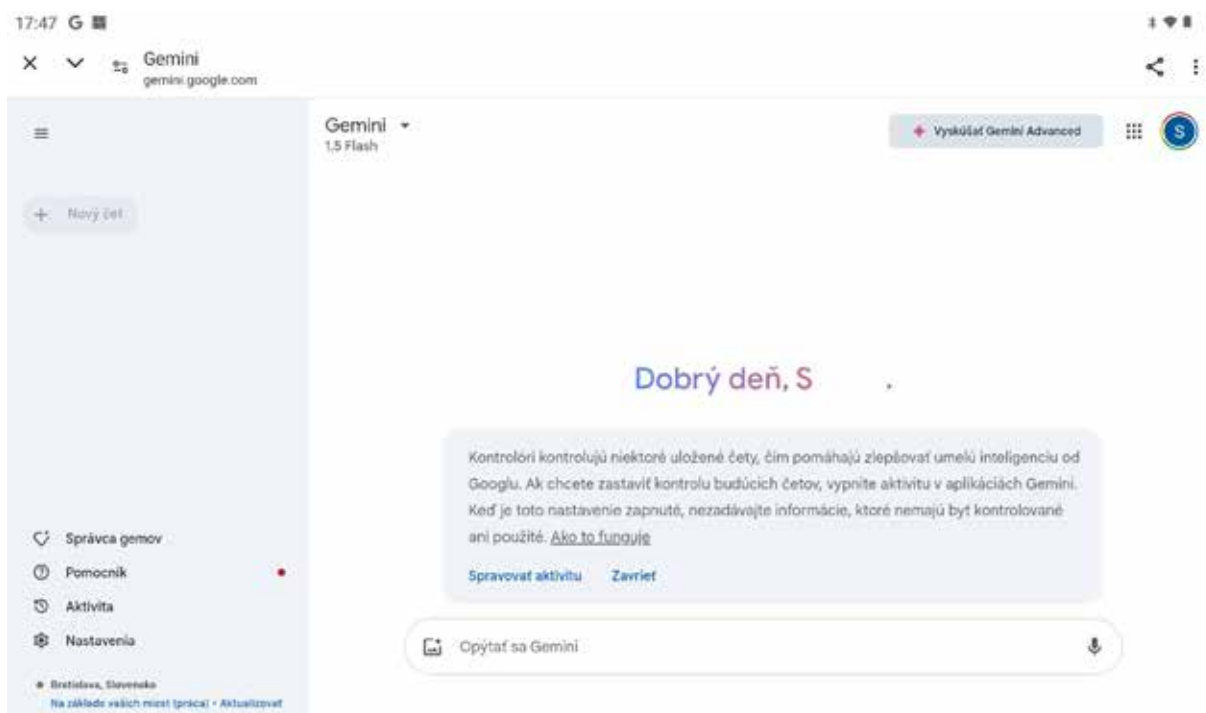 17:47 G
Gemini
gemini.google.com
Gemini
1.5 Flash
Vyskúšať Gemini Advanced
S
Nový čet
Dobrý deň, S .
Kontrolóri kontrolujú niektoré uložené čety, čím pomáhajú zlepšovať umelú inteligenciu od
Googlu. Ak chcete zastaviť kontrolu budúcich četov, vypnite aktivitu v aplikáciách Gemini.
Keď je toto nastavenie zapnuté, nezadávajte informácie, ktoré nemajú byť kontrolované
ani použité. Ako to funguje
Spravovať aktivitu Zavrieť
Správca gemov
Pomocník
Aktivita
Nastavenia
Opýtať sa Gemini
Bratislava, Slovensko
Na základe vašich miest (práca) • Aktualizovať